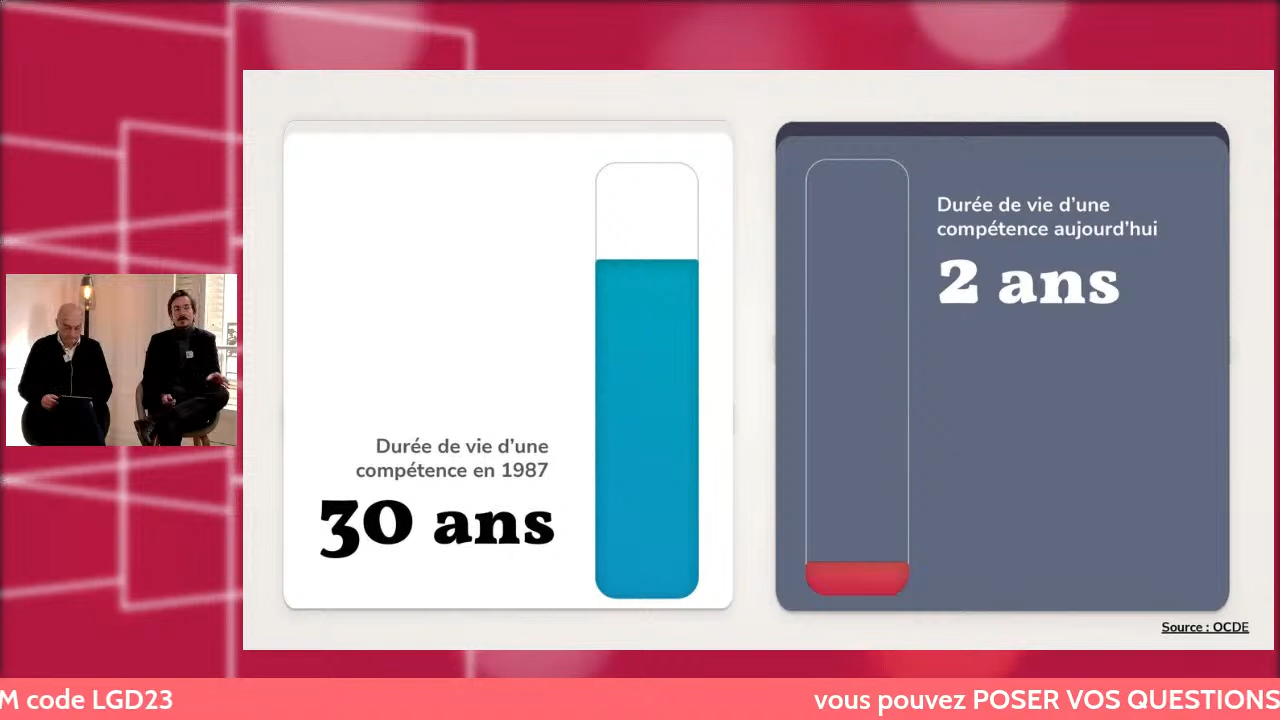 Durée de vie d’une
compétence en 1987
30 ans
Durée de vie d’une
compétence aujourd’hui
2 ans
Source : OCDE
M code LGD23
vous pouvez POSER VOS QUESTIONS